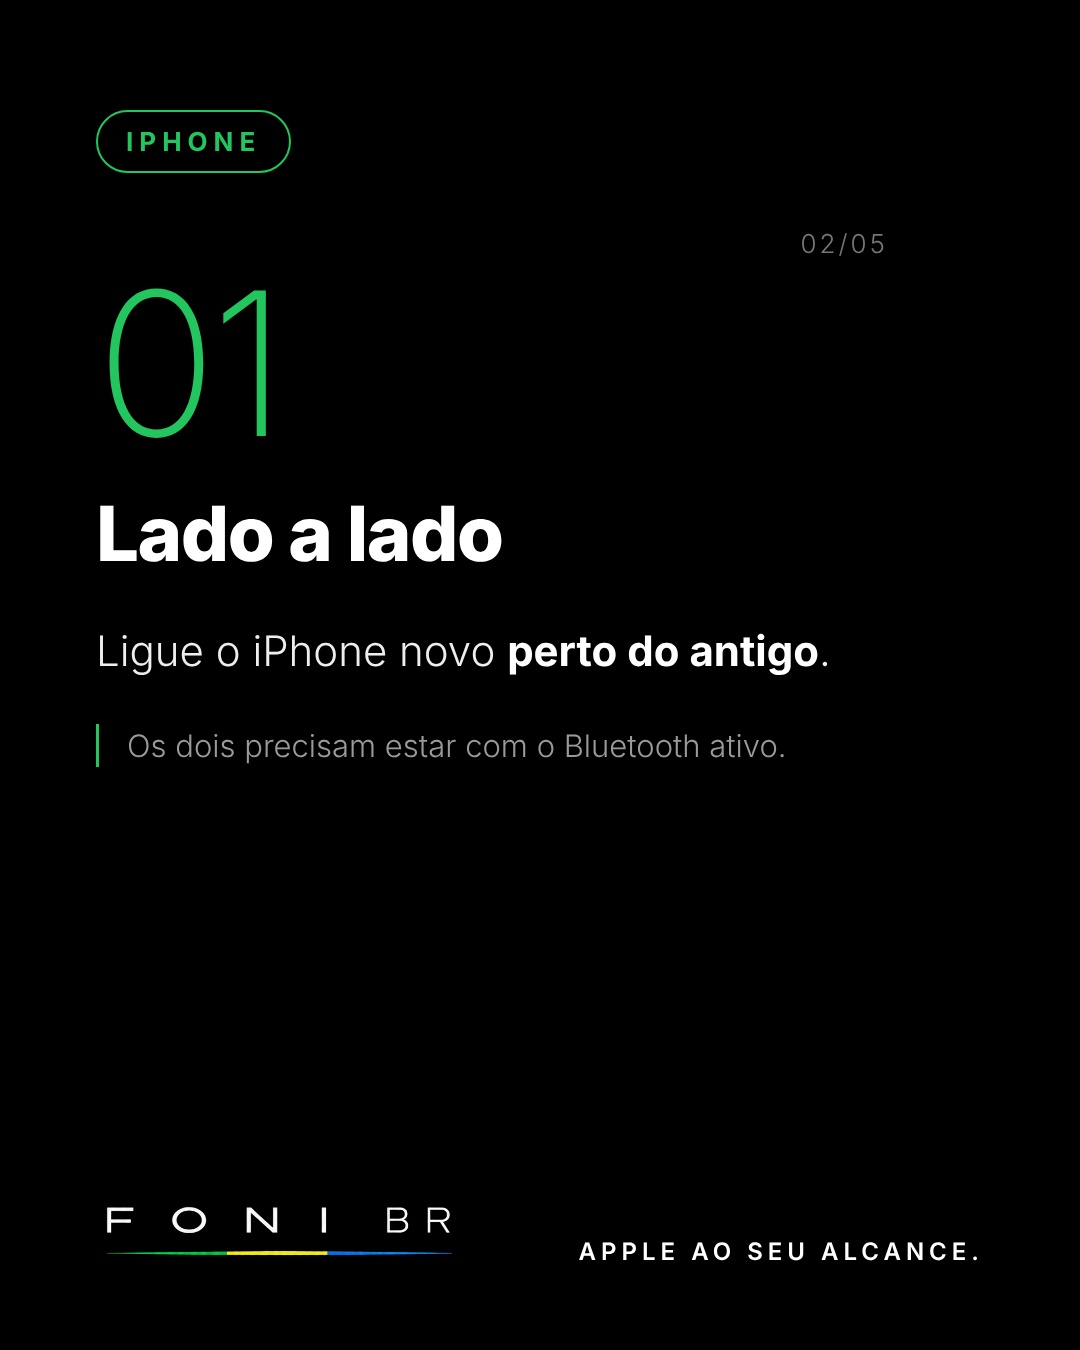 IPHONE
02/05
01
Lado a lado
Ligue o iPhone novo perto do antigo.
Os dois precisam estar com o Bluetooth ativo.
FONI BR
APPLE AO SEU ALCANCE.